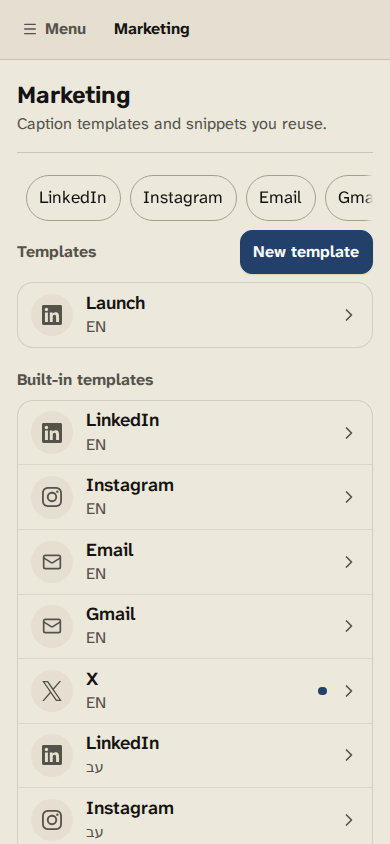 Menu Marketing
Marketing
Caption templates and snippets you reuse.
LinkedIn Instagram Email Gma
Templates New template
Launch
EN
Built-in templates
LinkedIn
EN
Instagram
EN
Email
EN
Gmail
EN
X
EN
LinkedIn
עב
Instagram
עב